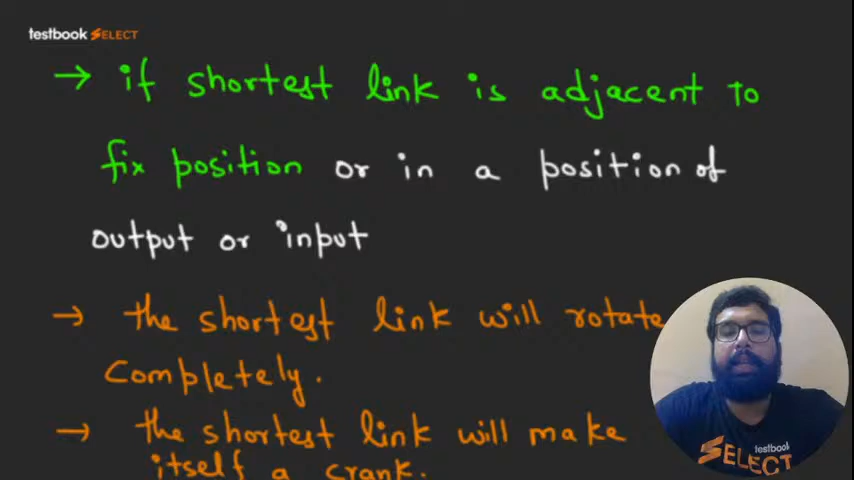 testbook SELECT
→ if shortest link is adjacent to
fix position or in a position of
output or input
→ the shortest link will rotate
completely.
→ the shortest link will make
itself a crank.
testbook
SELECT